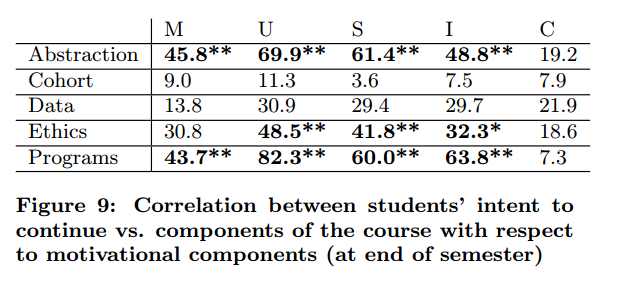 M U S I C
Abstraction 45.8** 69.9** 61.4** 48.8** 19.2
Cohort 9.0 11.3 3.6 7.5 7.9
Data 13.8 30.9 29.4 29.7 21.9
Ethics 30.8 48.5** 41.8** 32.3* 18.6
Programs 43.7** 82.3** 60.0** 63.8** 7.3
Figure 9: Correlation between students' intent to
continue vs. components of the course with respect
to motivational components (at end of semester)